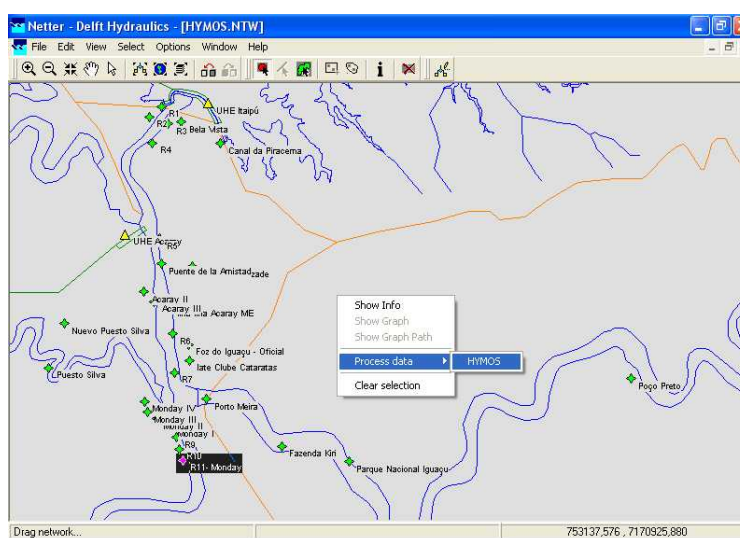 Netter - Delft Hydraulics - [HYMOS.NTW]
File Edit View Select Options Window Help
UHE Itaipú
R1
R2
R3 Bela Vista
R4
Canal da Piracema
UHE Acaray
R5
Puente de la Amistad
zade
Acaray II
Acaray III
Acaray ME
Nuevo Puesto Silva
R6
Foz do Iguaçu - Oficial
Iate Clube Cataratas
Puesto Silva
R7
Monday IV
Porto Meira
Monday III
Monday II
Monday I
R9
R10
R11- Monday
Fazenda Kiri
Parque Nacional Iguaçu
Poço Preto
Show Info
Show Graph
Show Graph Path
Process data
HYMOS
Clear selection
Drag network...
753137,576 , 7170925,880